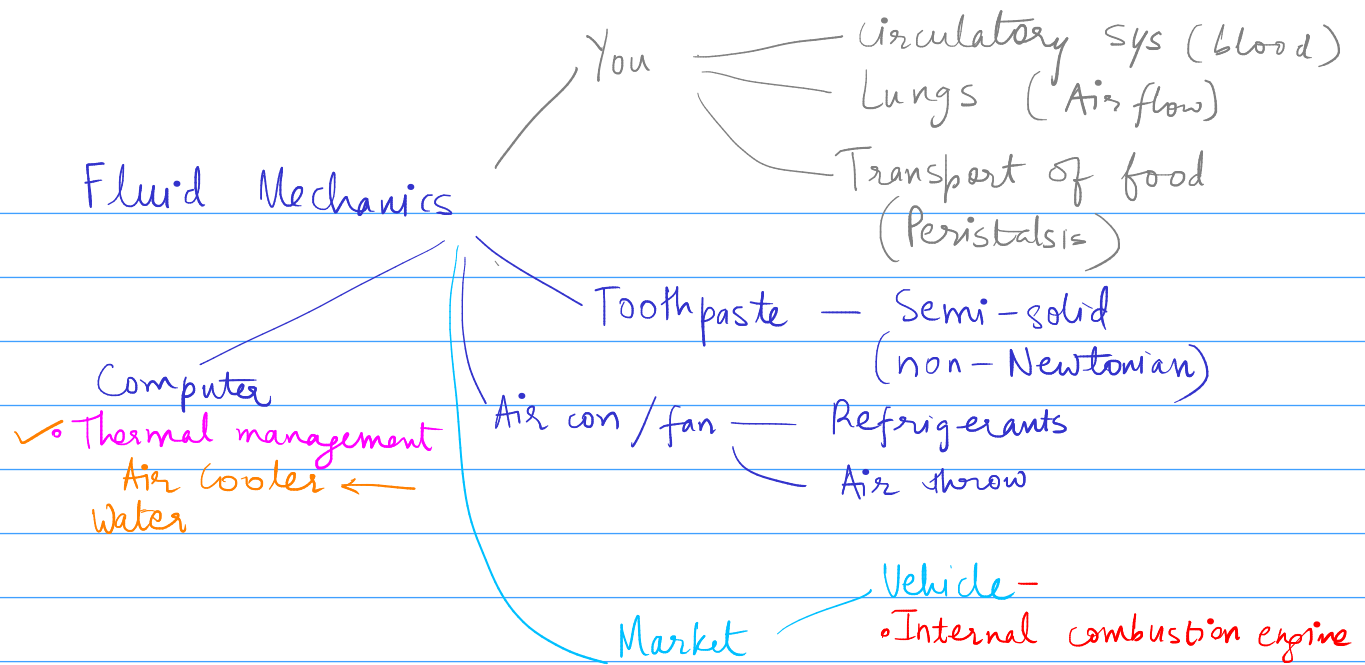 You
Circulatory sys (blood)
Lungs (Air flow)
Transport of food
(Peristalsis)
Fluid Mechanics
Toothpaste — Semi-solid
(non-Newtonian)
Computer
• Thermal management
Air Cooler ←
Water
Air con / fan — Refrigerants
Air throw
Market
Vehicle -
• Internal combustion engine